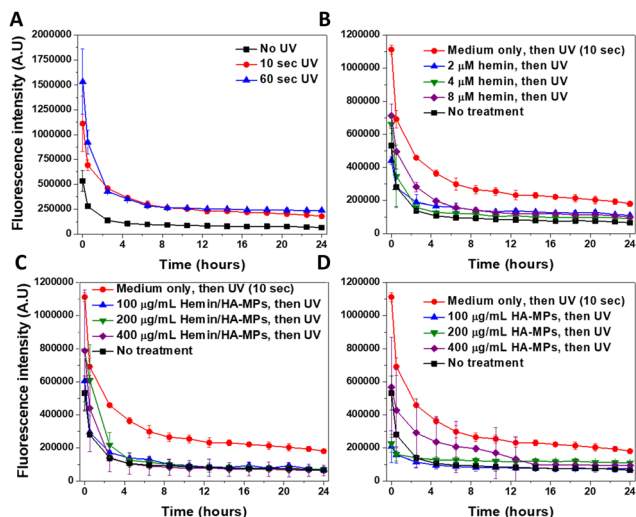 A
Fluorescence intensity (A.U)
2000000
1750000
1500000
1250000
1000000
750000
500000
250000
0
No UV
10 sec UV
60 sec UV
0 4 8 12 16 20 24
Time (hours)
B
1200000
1000000
800000
600000
400000
200000
0
Medium only, then UV (10 sec)
2 μM hemin, then UV
4 μM hemin, then UV
8 μM hemin, then UV
No treatment
0 4 8 12 16 20 24
Time (hours)
C
Fluorescence intensity (A.U)
1200000
1000000
800000
600000
400000
200000
0
Medium only, then UV (10 sec)
100 μg/mL Hemin/HA-MPs, then UV
200 μg/mL Hemin/HA-MPs, then UV
400 μg/mL Hemin/HA-MPs, then UV
No treatment
0 4 8 12 16 20 24
Time (hours)
D
1200000
1000000
800000
600000
400000
200000
0
Medium only, then UV (10 sec)
100 μg/mL HA-MPs, then UV
200 μg/mL HA-MPs, then UV
400 μg/mL HA-MPs, then UV
No treatment
0 4 8 12 16 20 24
Time (hours)